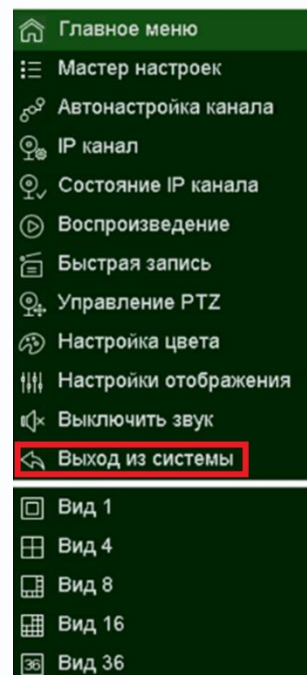 Главное меню
Мастер настроек
Автонастройка канала
IP канал
Состояние IP канала
Воспроизведение
Быстрая запись
Управление PTZ
Настройка цвета
Настройки отображения
Выключить звук
Выход из системы
Вид 1
Вид 4
Вид 8
Вид 16
36 Вид 36